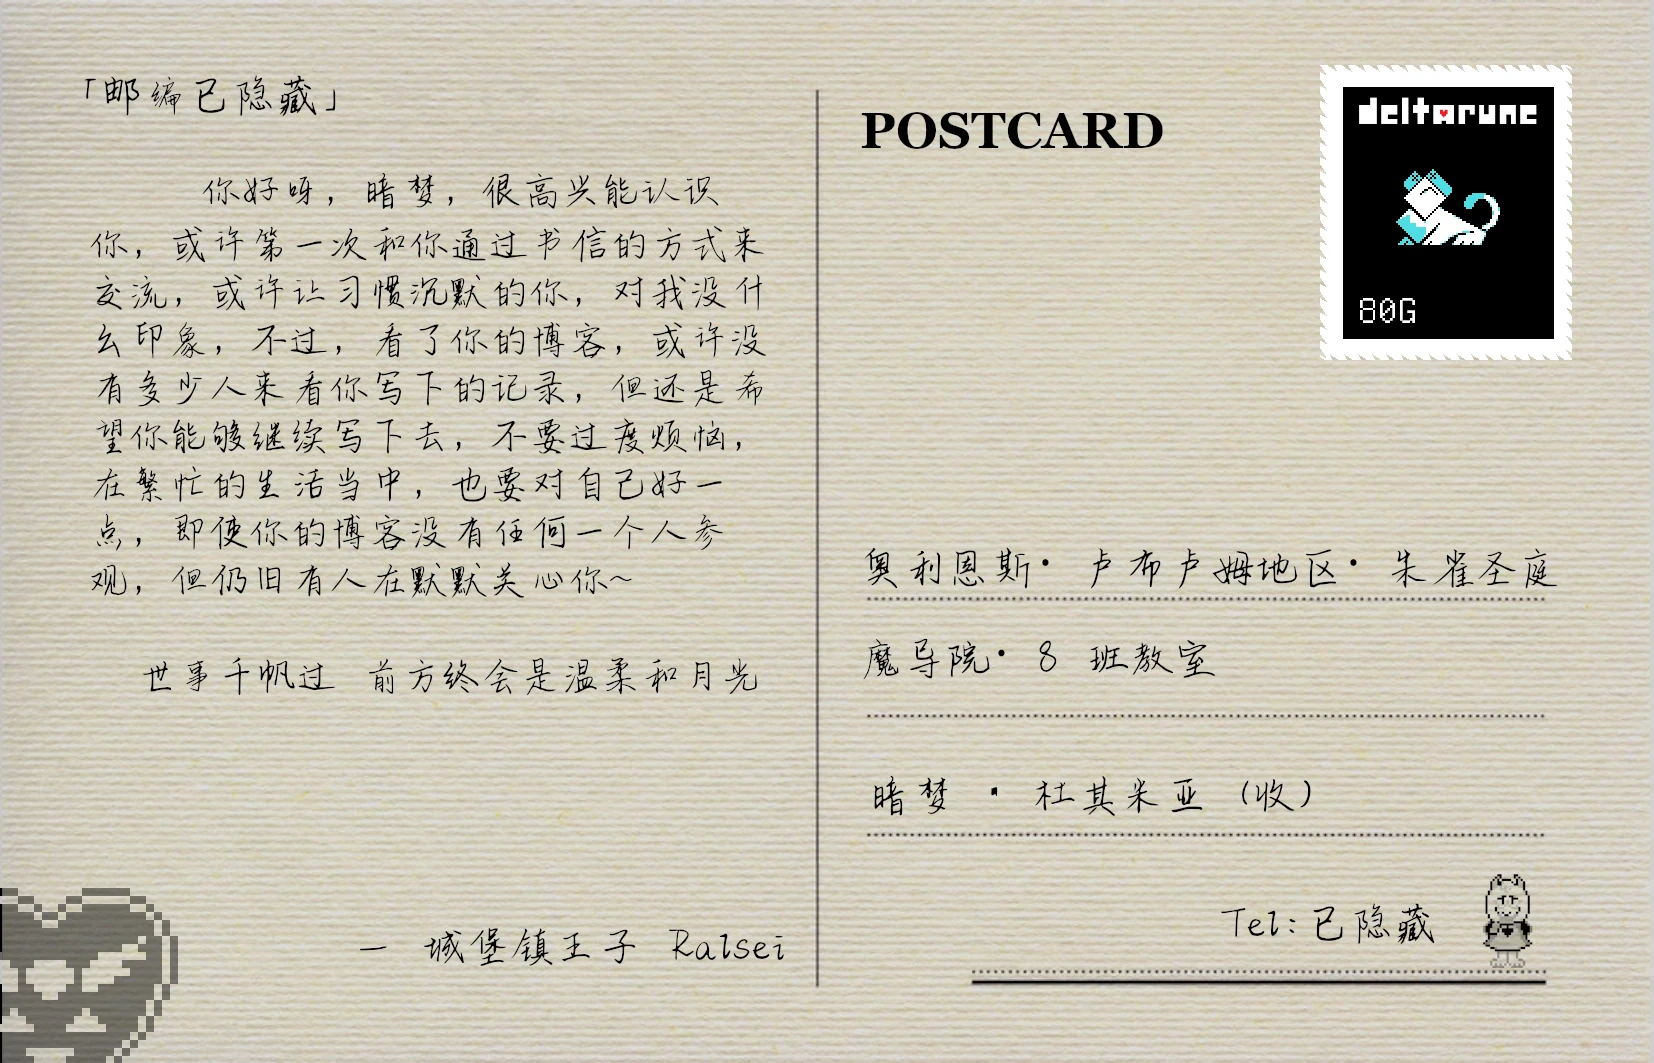 「邮编已隐藏」
你好呀，暗梦，很高兴能认识
你，或许第一次和你通过书信的方式来
交流，或许让习惯沉默的你，对我没什
么印象，不过，看了你的博客，或许没
有多少人来看你写下的记录，但还是希
望你能够继续写下去，不要过度烦恼，
在繁忙的生活当中，也要对自己好一
点，即使你的博客没有任何一个人参
观，但仍旧有人在默默关心你~
世事千帆过 前方终会是温柔和月光
— 城堡镇王子 Ralsei
POSTCARD
deltarune
80G
奥利恩斯· 卢布卢姆地区· 朱雀圣庭
魔导院· 8 班教室
暗梦 · 杜其米亚 (收)
Tel: 已隐藏